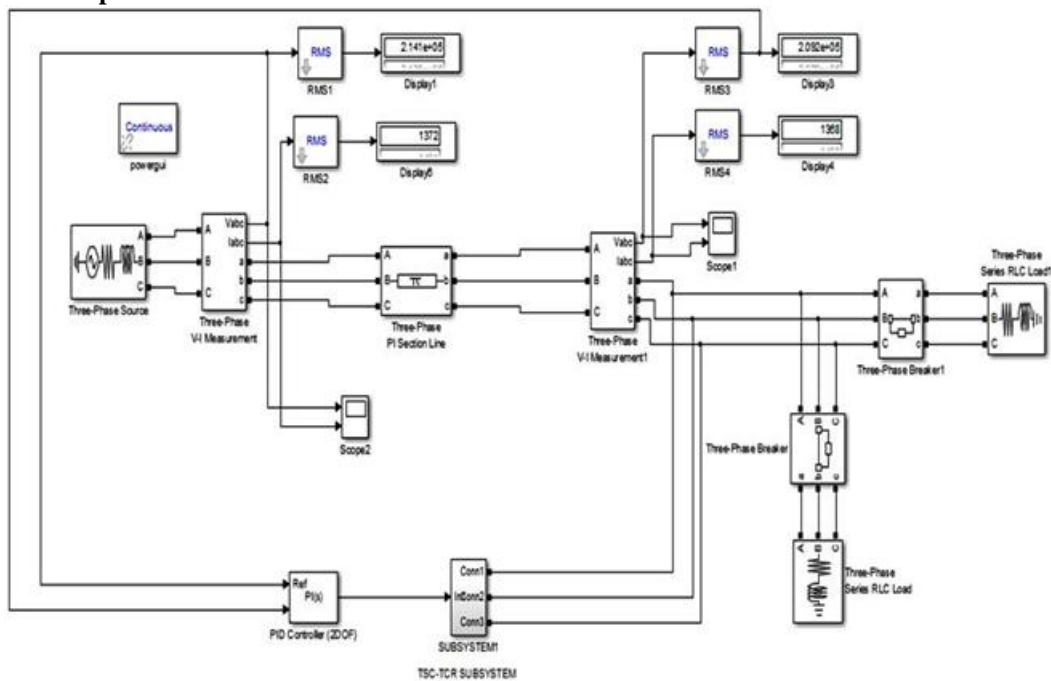 RMS
RMS1
2.141e+05
Display1
RMS
RMS3
2.092e+05
Display3
Continuous
powergui
RMS
RMS2
1372
Display5
RMS
RMS4
1368
Display4
A
B
C
Three-Phase Source
A
B
C
Vabc
Iabc
a
b
c
Three-Phase
V-I Measurement
A
B
C
a
b
c
Three-Phase
PI Section Line
A
B
C
Vabc
Iabc
a
b
c
Three-Phase
V-I Measurement1
Scope1
A
B
C
a
b
c
Three-Phase Breaker1
Three-Phase
Series RLC Load1
A
B
C
Scope2
Three-Phase Breaker
A
B
C
a
b
c
A
B
C
Three-Phase
Series RLC Load
Ref
PI(s)
PID Controller (2DOF)
Conn1
In
Conn2
Conn3
SUBSYSTEM1
TSC-TCR SUBSYSTEM